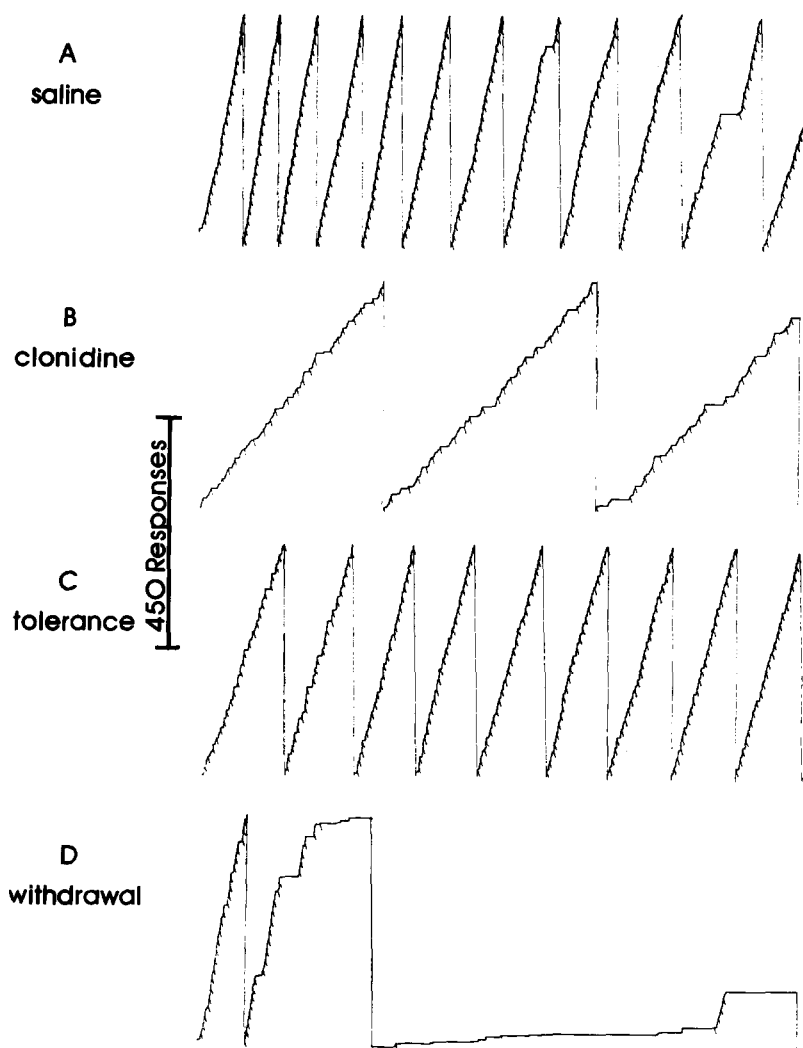 A
saline
B
clonidine
450 Responses
C
tolerance
D
withdrawal